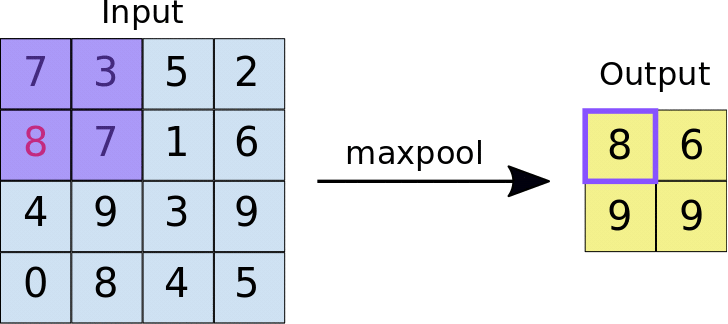 Input
7 3 5 2
8 7 1 6
4 9 3 9
0 8 4 5
maxpool
Output
8 6
9 9